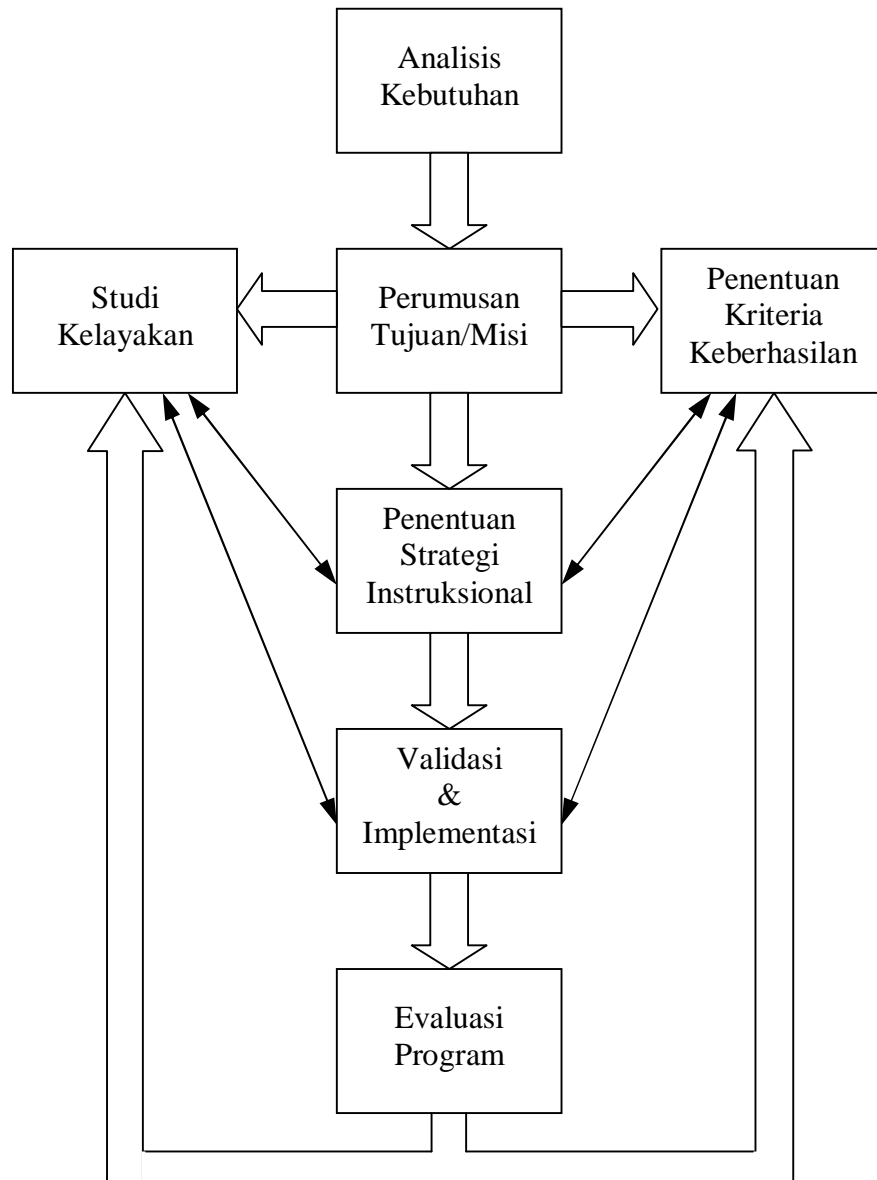 Analisis
Kebutuhan
Studi
Kelayakan
Perumusan
Tujuan/Misi
Penentuan
Kriteria
Keberhasilan
Penentuan
Strategi
Instruksional
Validasi
&
Implementasi
Evaluasi
Program